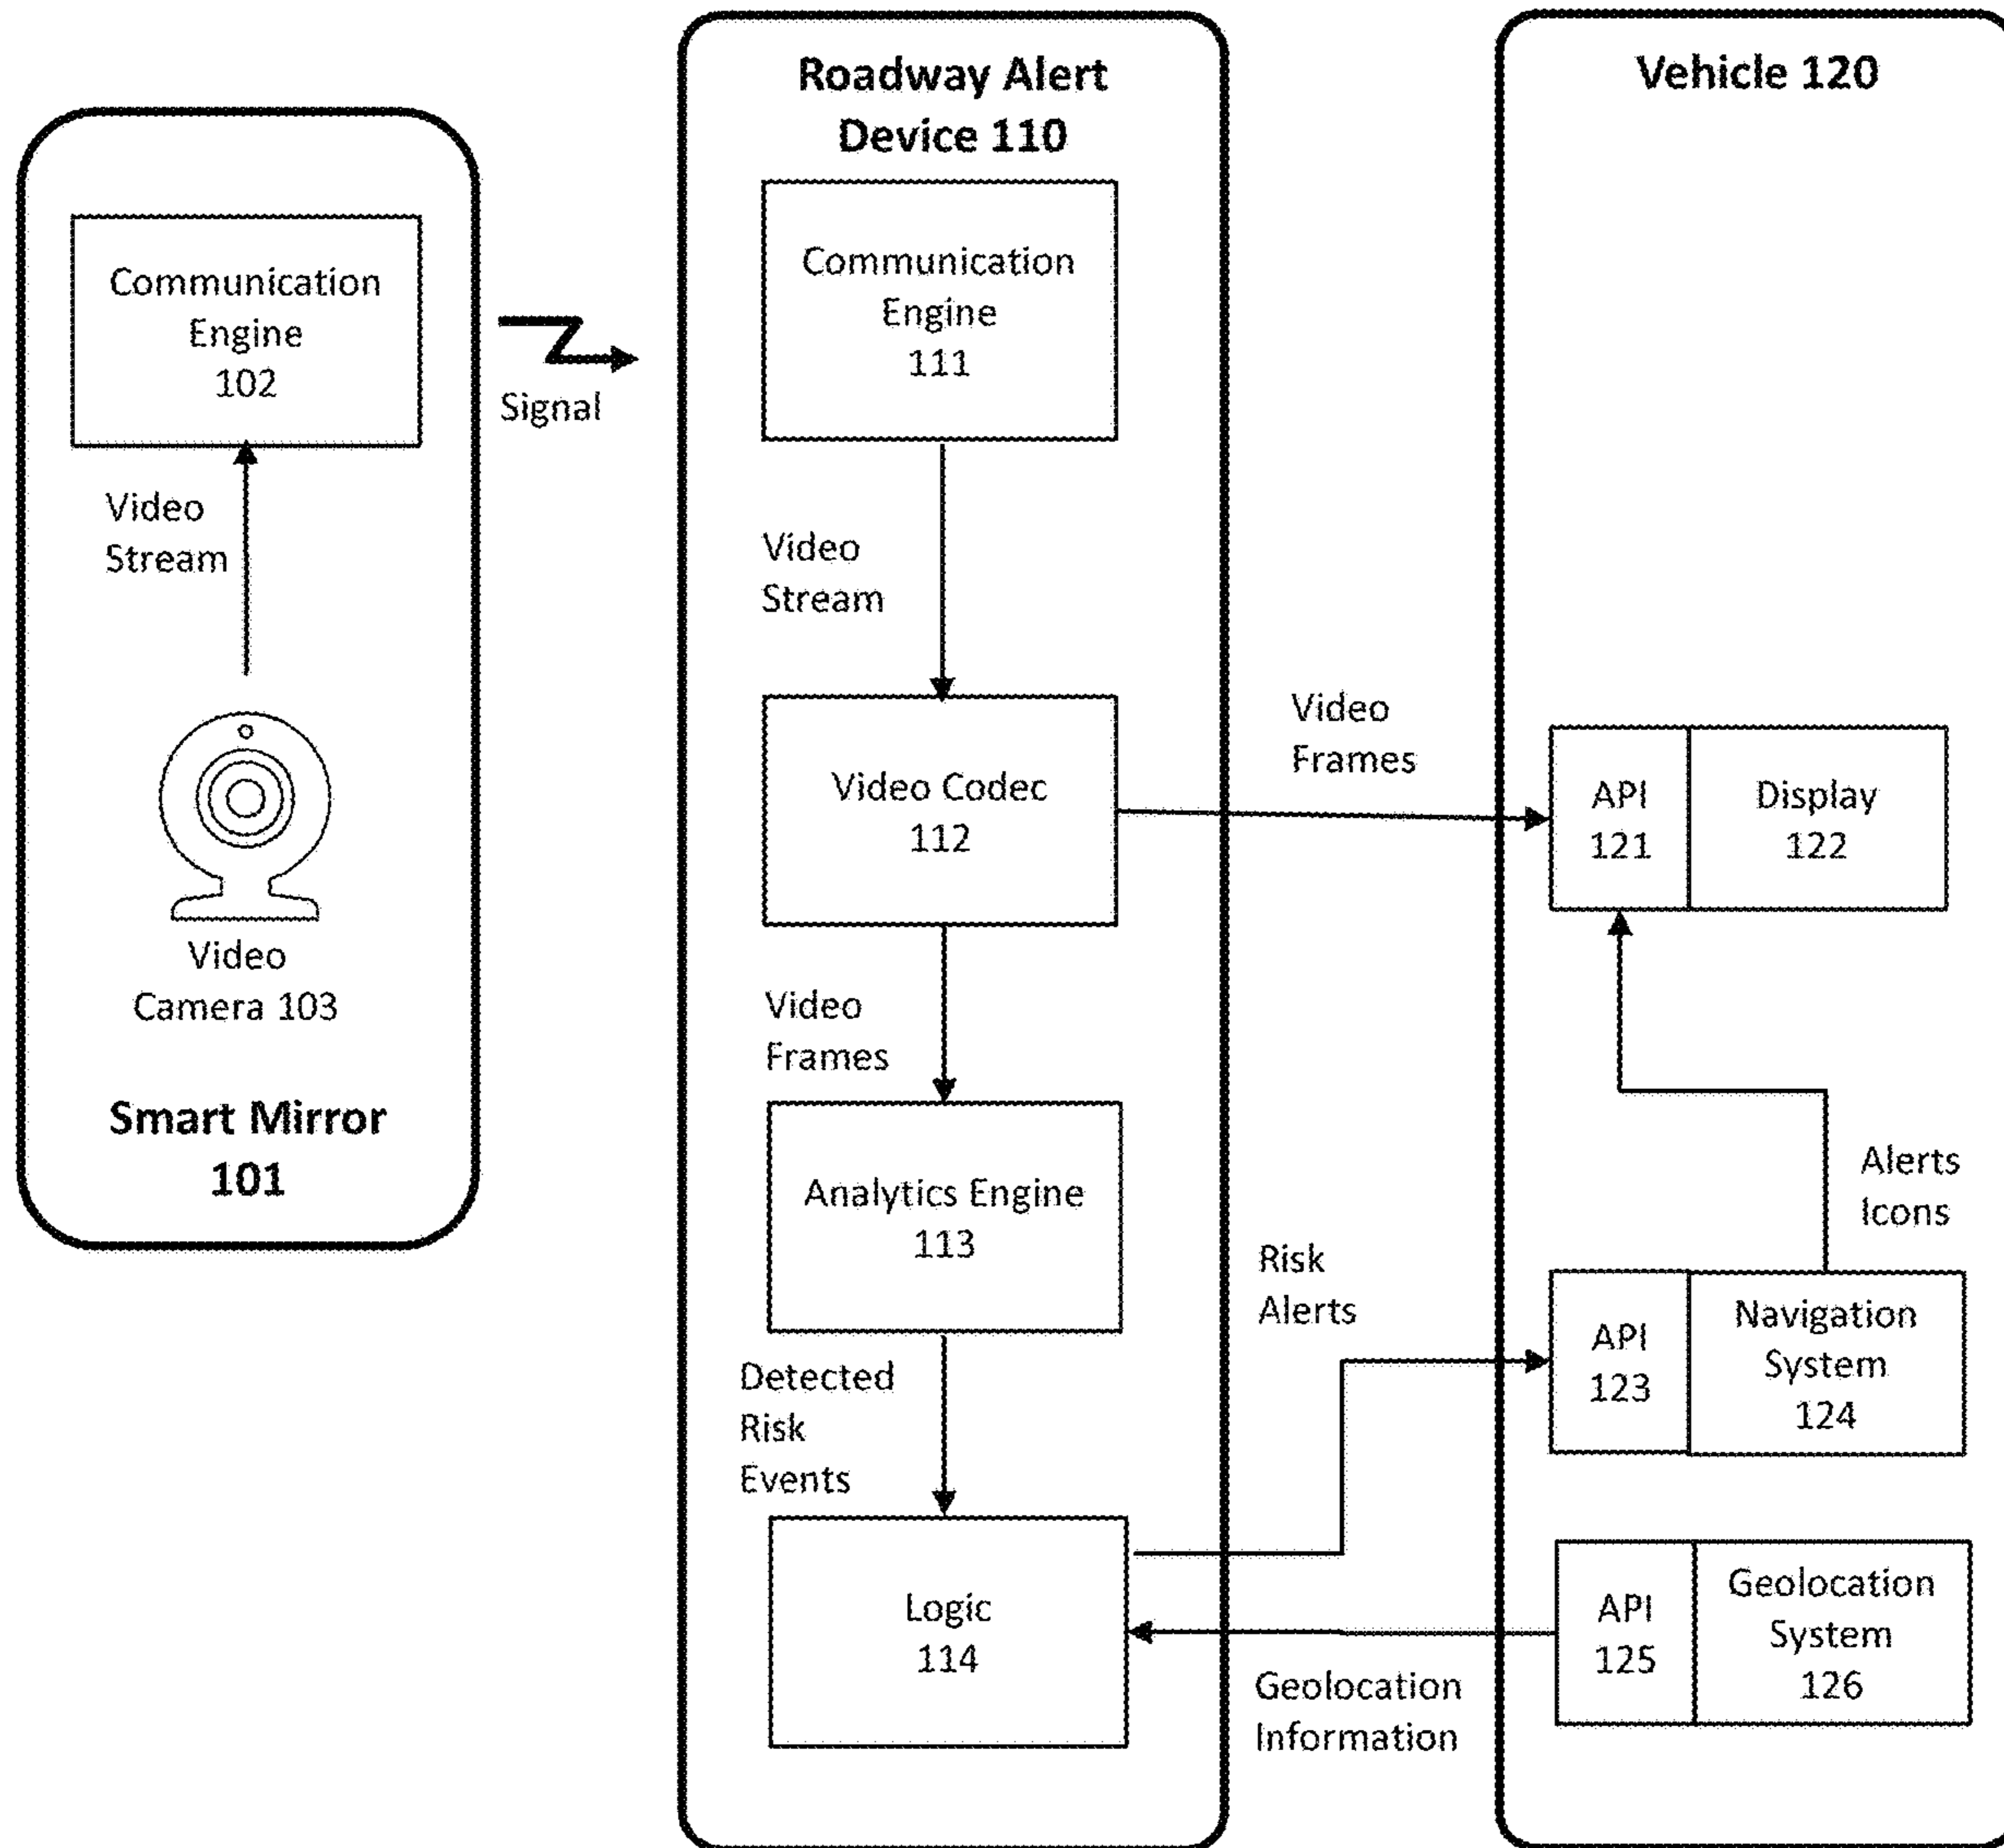 Communication
Engine
102
Video
Stream
Video
Camera 103
Smart Mirror
101
Signal
Roadway Alert
Device 110
Communication
Engine
111
Video
Stream
Video Codec
112
Video
Frames
Analytics Engine
113
Detected
Risk
Events
Logic
114
Video
Frames
Risk
Alerts
Geolocation
Information
Vehicle 120
API
121
Display
122
Alerts
Icons
API
123
Navigation
System
124
API
125
Geolocation
System
126